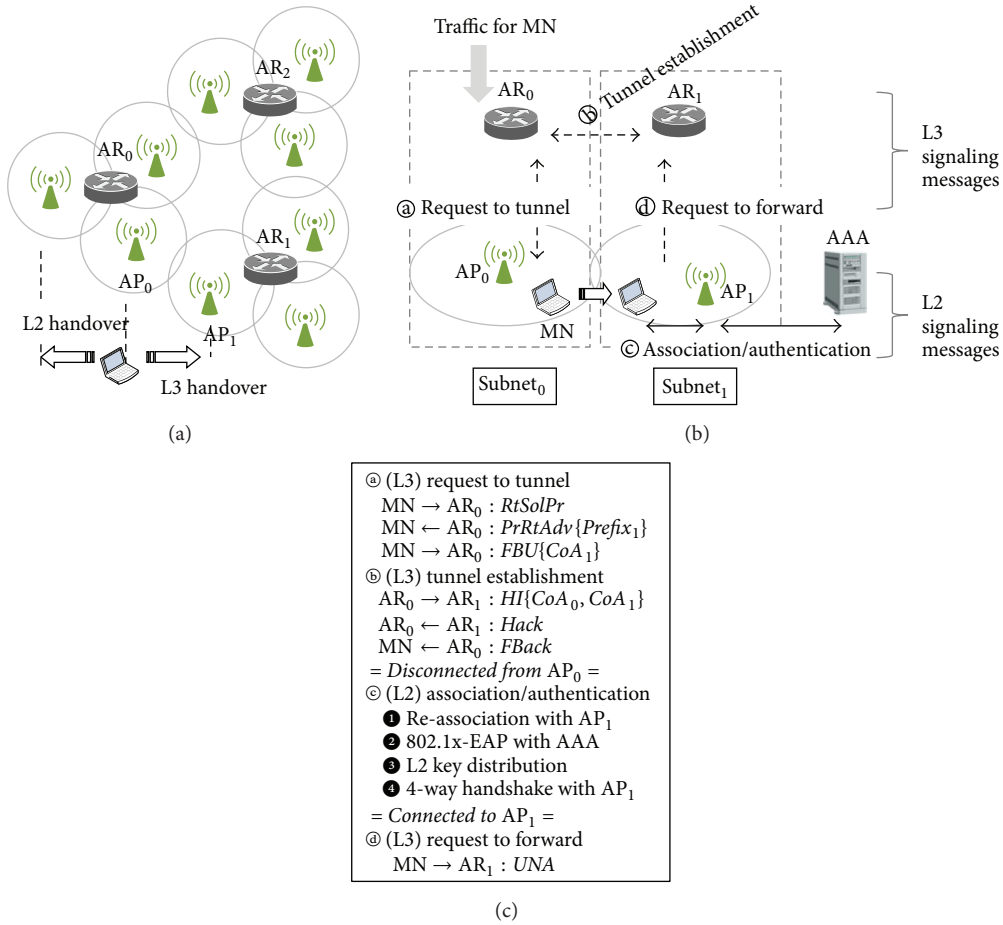 AR₂
AR₀
AR₁
AP₀
AP₁
L2 handover
L3 handover
(a)
Traffic for MN
AR₀
ⓑ Tunnel establishment
AR₁
L3
signaling
messages
ⓐ Request to tunnel
ⓓ Request to forward
AAA
AP₀
AP₁
MN
L2
signaling
messages
ⓒ Association/authentication
Subnet₀
Subnet₁
(b)
ⓐ (L3) request to tunnel
MN → AR₀ : RtSolPr
MN ← AR₀ : PrRtAdv{Prefix₁}
MN → AR₀ : FBU{CoA₁}
ⓑ (L3) tunnel establishment
AR₀ → AR₁ : HI{CoA₀, CoA₁}
AR₀ ← AR₁ : Hack
MN ← AR₀ : FBack
= Disconnected from AP₀ =
ⓒ (L2) association/authentication
❶ Re-association with AP₁
❷ 802.1x-EAP with AAA
❸ L2 key distribution
❹ 4-way handshake with AP₁
= Connected to AP₁ =
ⓓ (L3) request to forward
MN → AR₁ : UNA
(c)